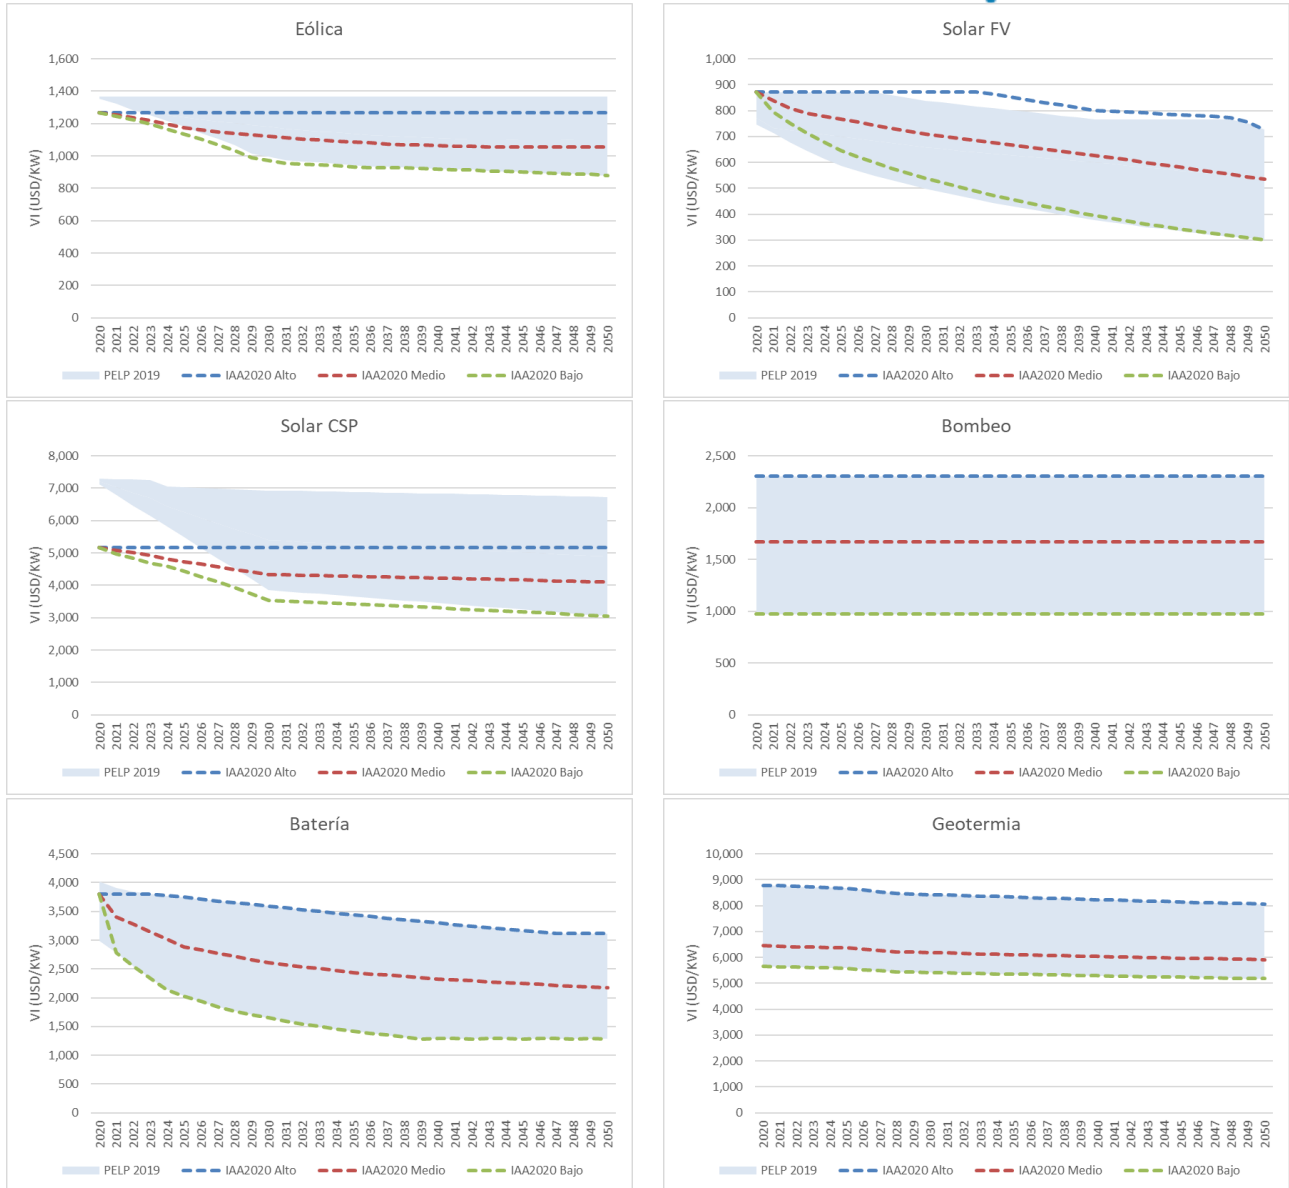 Eólica
VI (USD/KW)
1,600
1,400
1,200
1,000
800
600
400
200
0
2020 2021 2022 2023 2024 2025 2026 2027 2028 2029 2030 2031 2032 2033 2034 2035 2036 2037 2038 2039 2040 2041 2042 2043 2044 2045 2046 2047 2048 2049 2050
PELP 2019 IAA2020 Alto IAA2020 Medio IAA2020 Bajo
Solar FV
VI (USD/KW)
1,000
900
800
700
600
500
400
300
200
100
0
2020 2021 2022 2023 2024 2025 2026 2027 2028 2029 2030 2031 2032 2033 2034 2035 2036 2037 2038 2039 2040 2041 2042 2043 2044 2045 2046 2047 2048 2049 2050
PELP 2019 IAA2020 Alto IAA2020 Medio IAA2020 Bajo
Solar CSP
VI (USD/KW)
8,000
7,000
6,000
5,000
4,000
3,000
2,000
1,000
0
2020 2021 2022 2023 2024 2025 2026 2027 2028 2029 2030 2031 2032 2033 2034 2035 2036 2037 2038 2039 2040 2041 2042 2043 2044 2045 2046 2047 2048 2049 2050
PELP 2019 IAA2020 Alto IAA2020 Medio IAA2020 Bajo
Bombeo
VI (USD/KW)
2,500
2,000
1,500
1,000
500
0
2020 2021 2022 2023 2024 2025 2026 2027 2028 2029 2030 2031 2032 2033 2034 2035 2036 2037 2038 2039 2040 2041 2042 2043 2044 2045 2046 2047 2048 2049 2050
PELP 2019 IAA2020 Alto IAA2020 Medio IAA2020 Bajo
Batería
VI (USD/KW)
4,500
4,000
3,500
3,000
2,500
2,000
1,500
1,000
500
0
2020 2021 2022 2023 2024 2025 2026 2027 2028 2029 2030 2031 2032 2033 2034 2035 2036 2037 2038 2039 2040 2041 2042 2043 2044 2045 2046 2047 2048 2049 2050
PELP 2019 IAA2020 Alto IAA2020 Medio IAA2020 Bajo
Geotermia
VI (USD/KW)
10,000
9,000
8,000
7,000
6,000
5,000
4,000
3,000
2,000
1,000
0
2020 2021 2022 2023 2024 2025 2026 2027 2028 2029 2030 2031 2032 2033 2034 2035 2036 2037 2038 2039 2040 2041 2042 2043 2044 2045 2046 2047 2048 2049 2050
PELP 2019 IAA2020 Alto IAA2020 Medio IAA2020 Bajo